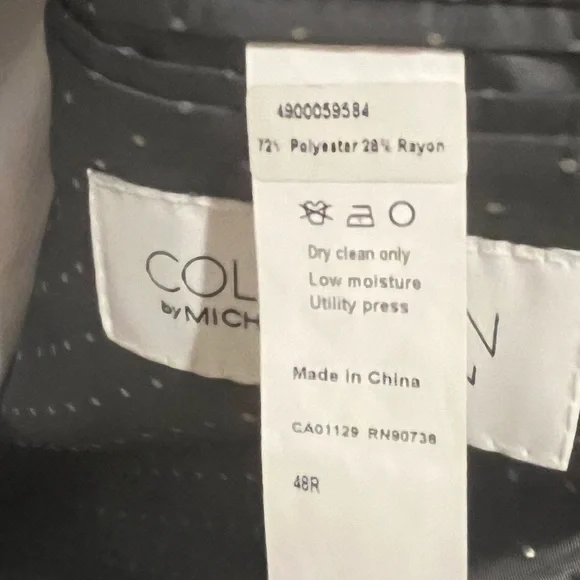 4900059584
72% Polyester 28% Rayon
Dry clean only
Low moisture
Utility press
Made in China
CA01129 RN90738
48R
COL
N
by MICH